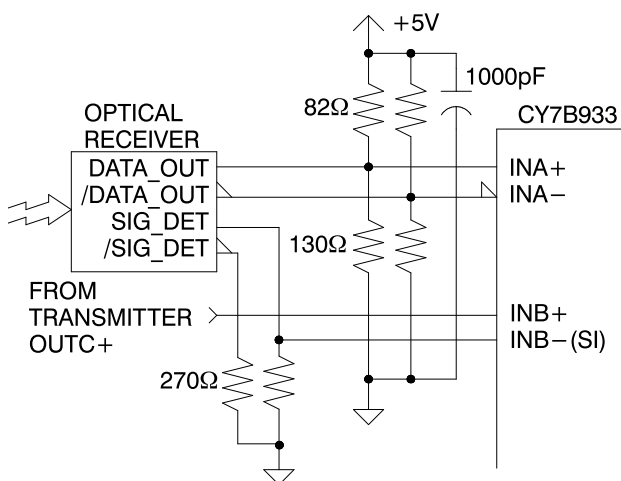 +5V
1000pF
82Ω
CY7B933
OPTICAL
RECEIVER
DATA_OUT
/DATA_OUT
SIG_DET
/SIG_DET
INA+
INA−
130Ω
FROM
TRANSMITTER
OUTC+
INB+
INB−(SI)
270Ω